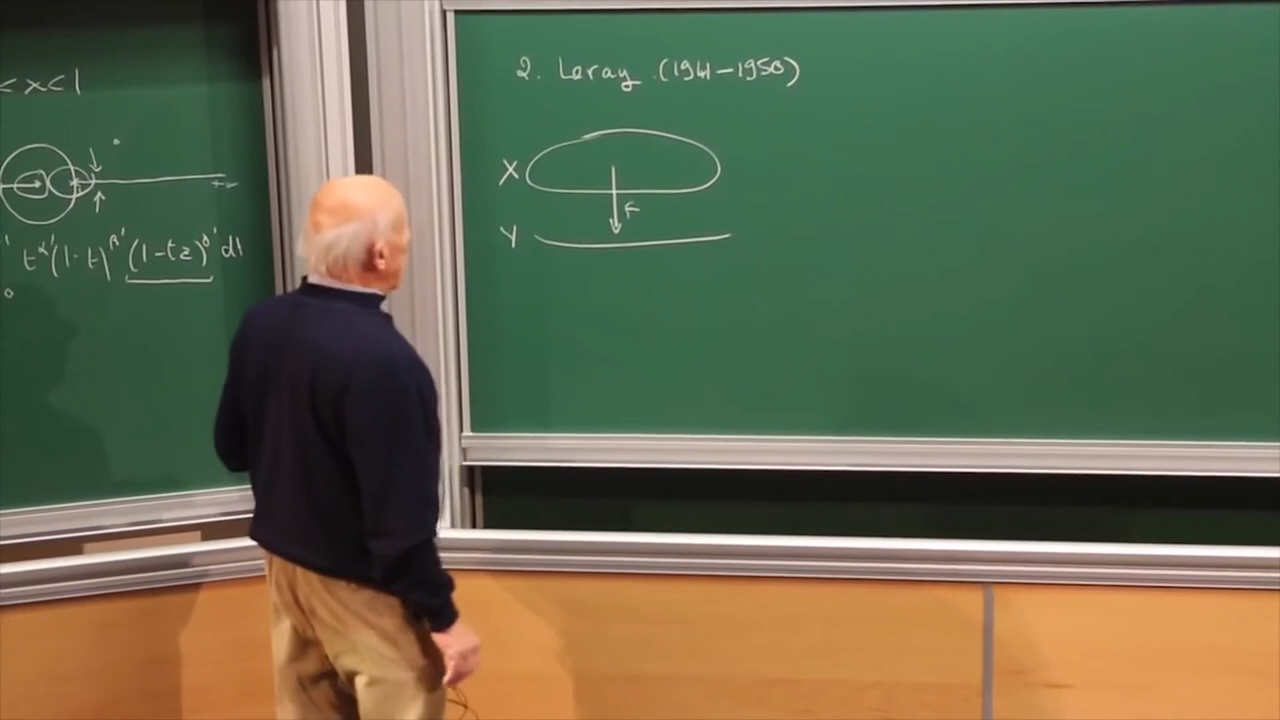 < x < 1
t^α'(1-t)^β'(1-tz)^δ' dt
2. Leray (1941-1950)
X
F
Y